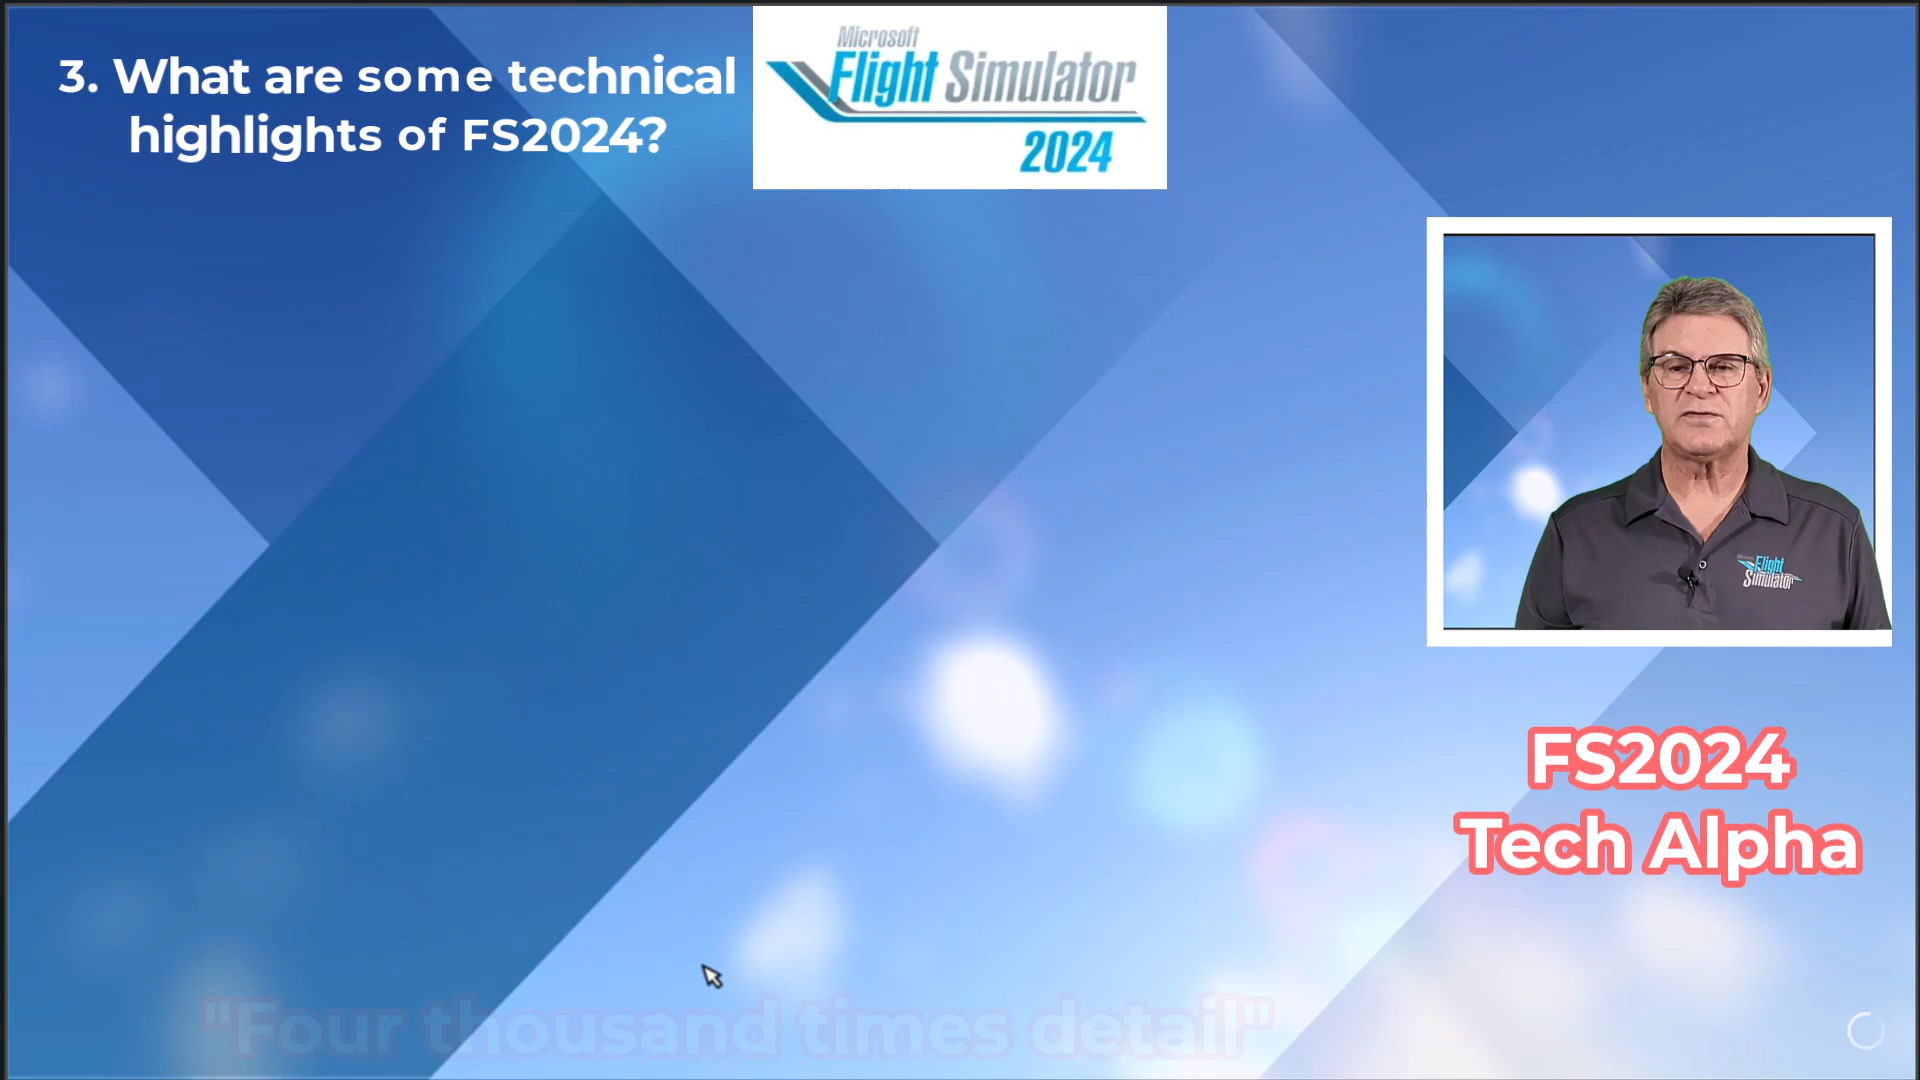 3. What are some technical
highlights of FS2024?
Microsoft
Flight Simulator
2024
Flight
Simulator
FS2024
Tech Alpha
"Four thousand times detail"